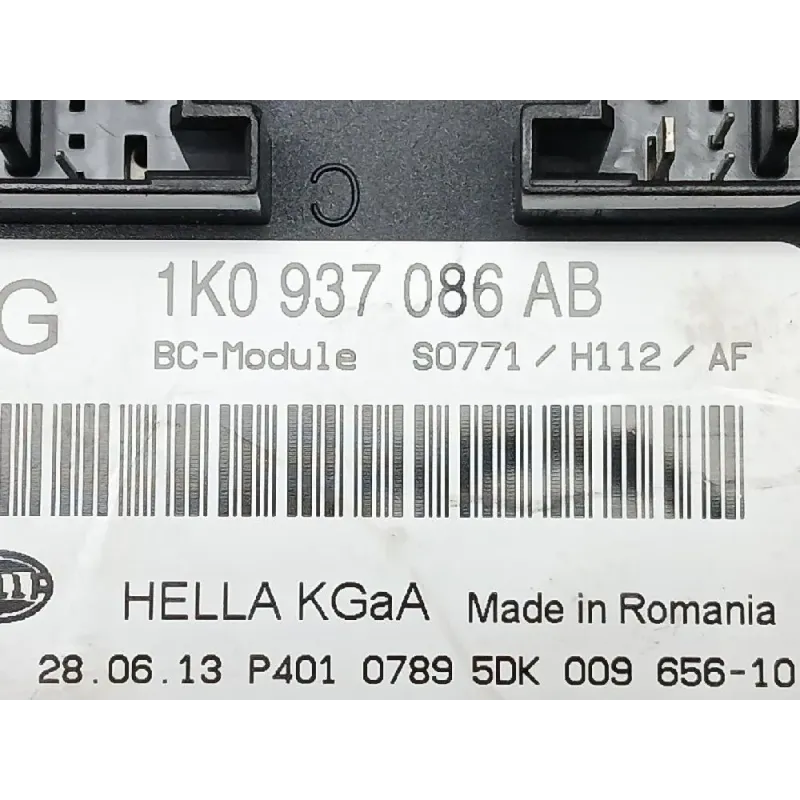 C
G 1K0 937 086 AB
BC-Module S0771 / H112 / AF
HELLA KGaA Made in Romania
28.06.13 P401 0789 5DK 009 656-10